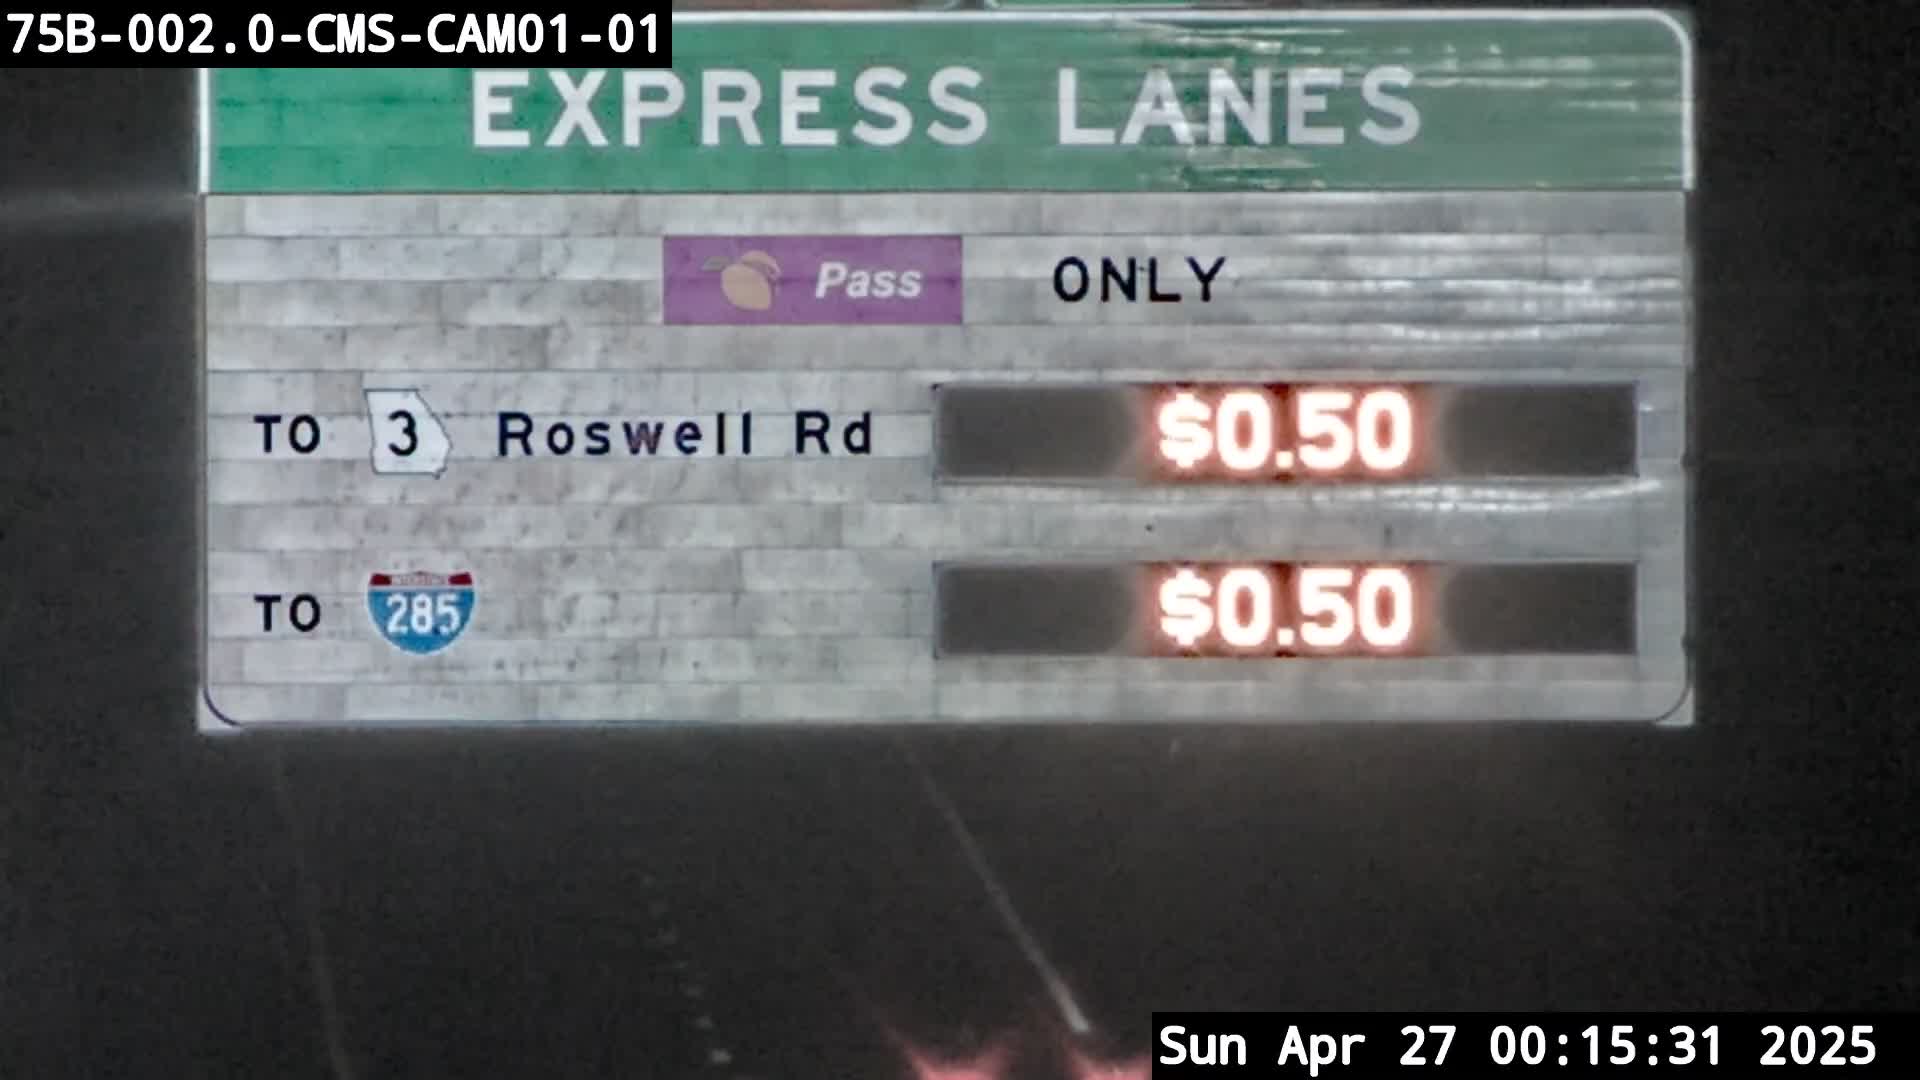 75B-002.0-CMS-CAM01-01
EXPRESS LANES
Pass ONLY
TO 3 Roswell Rd $0.50
TO 285 $0.50
Sun Apr 27 00:15:31 2025